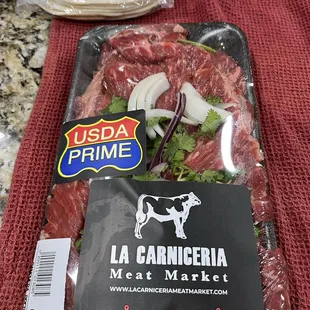 USDA
PRIME
LA CARNICERIA
Meat Market
WWW.LACARNICERIAMEATMARKET.COM